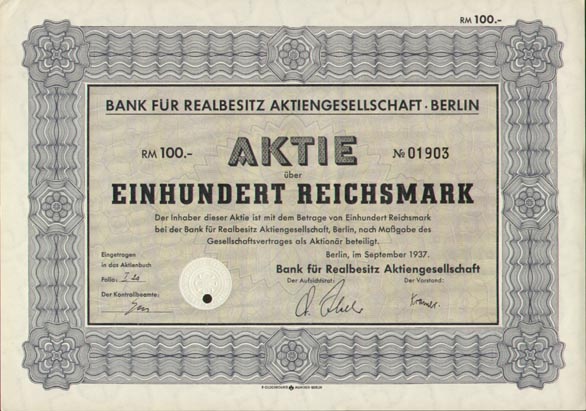 RM 100.-
BANK FÜR REALBESITZ AKTIENGESELLSCHAFT · BERLIN
RM 100.- AKTIE № 01903
über
EINHUNDERT REICHSMARK
Der Inhaber dieser Aktie ist mit dem Betrage von Einhundert Reichsmark
bei der Bank für Realbesitz Aktiengesellschaft, Berlin, nach Maßgabe des
Gesellschaftsvertrages als Aktionär beteiligt.
Berlin, im September 1937.
Eingetragen
in das Aktienbuch
Folio:
Der Kontrollbeamte:
Bank für Realbesitz Aktiengesellschaft
Der Aufsichtsrat: Der Vorstand:
Kramer.